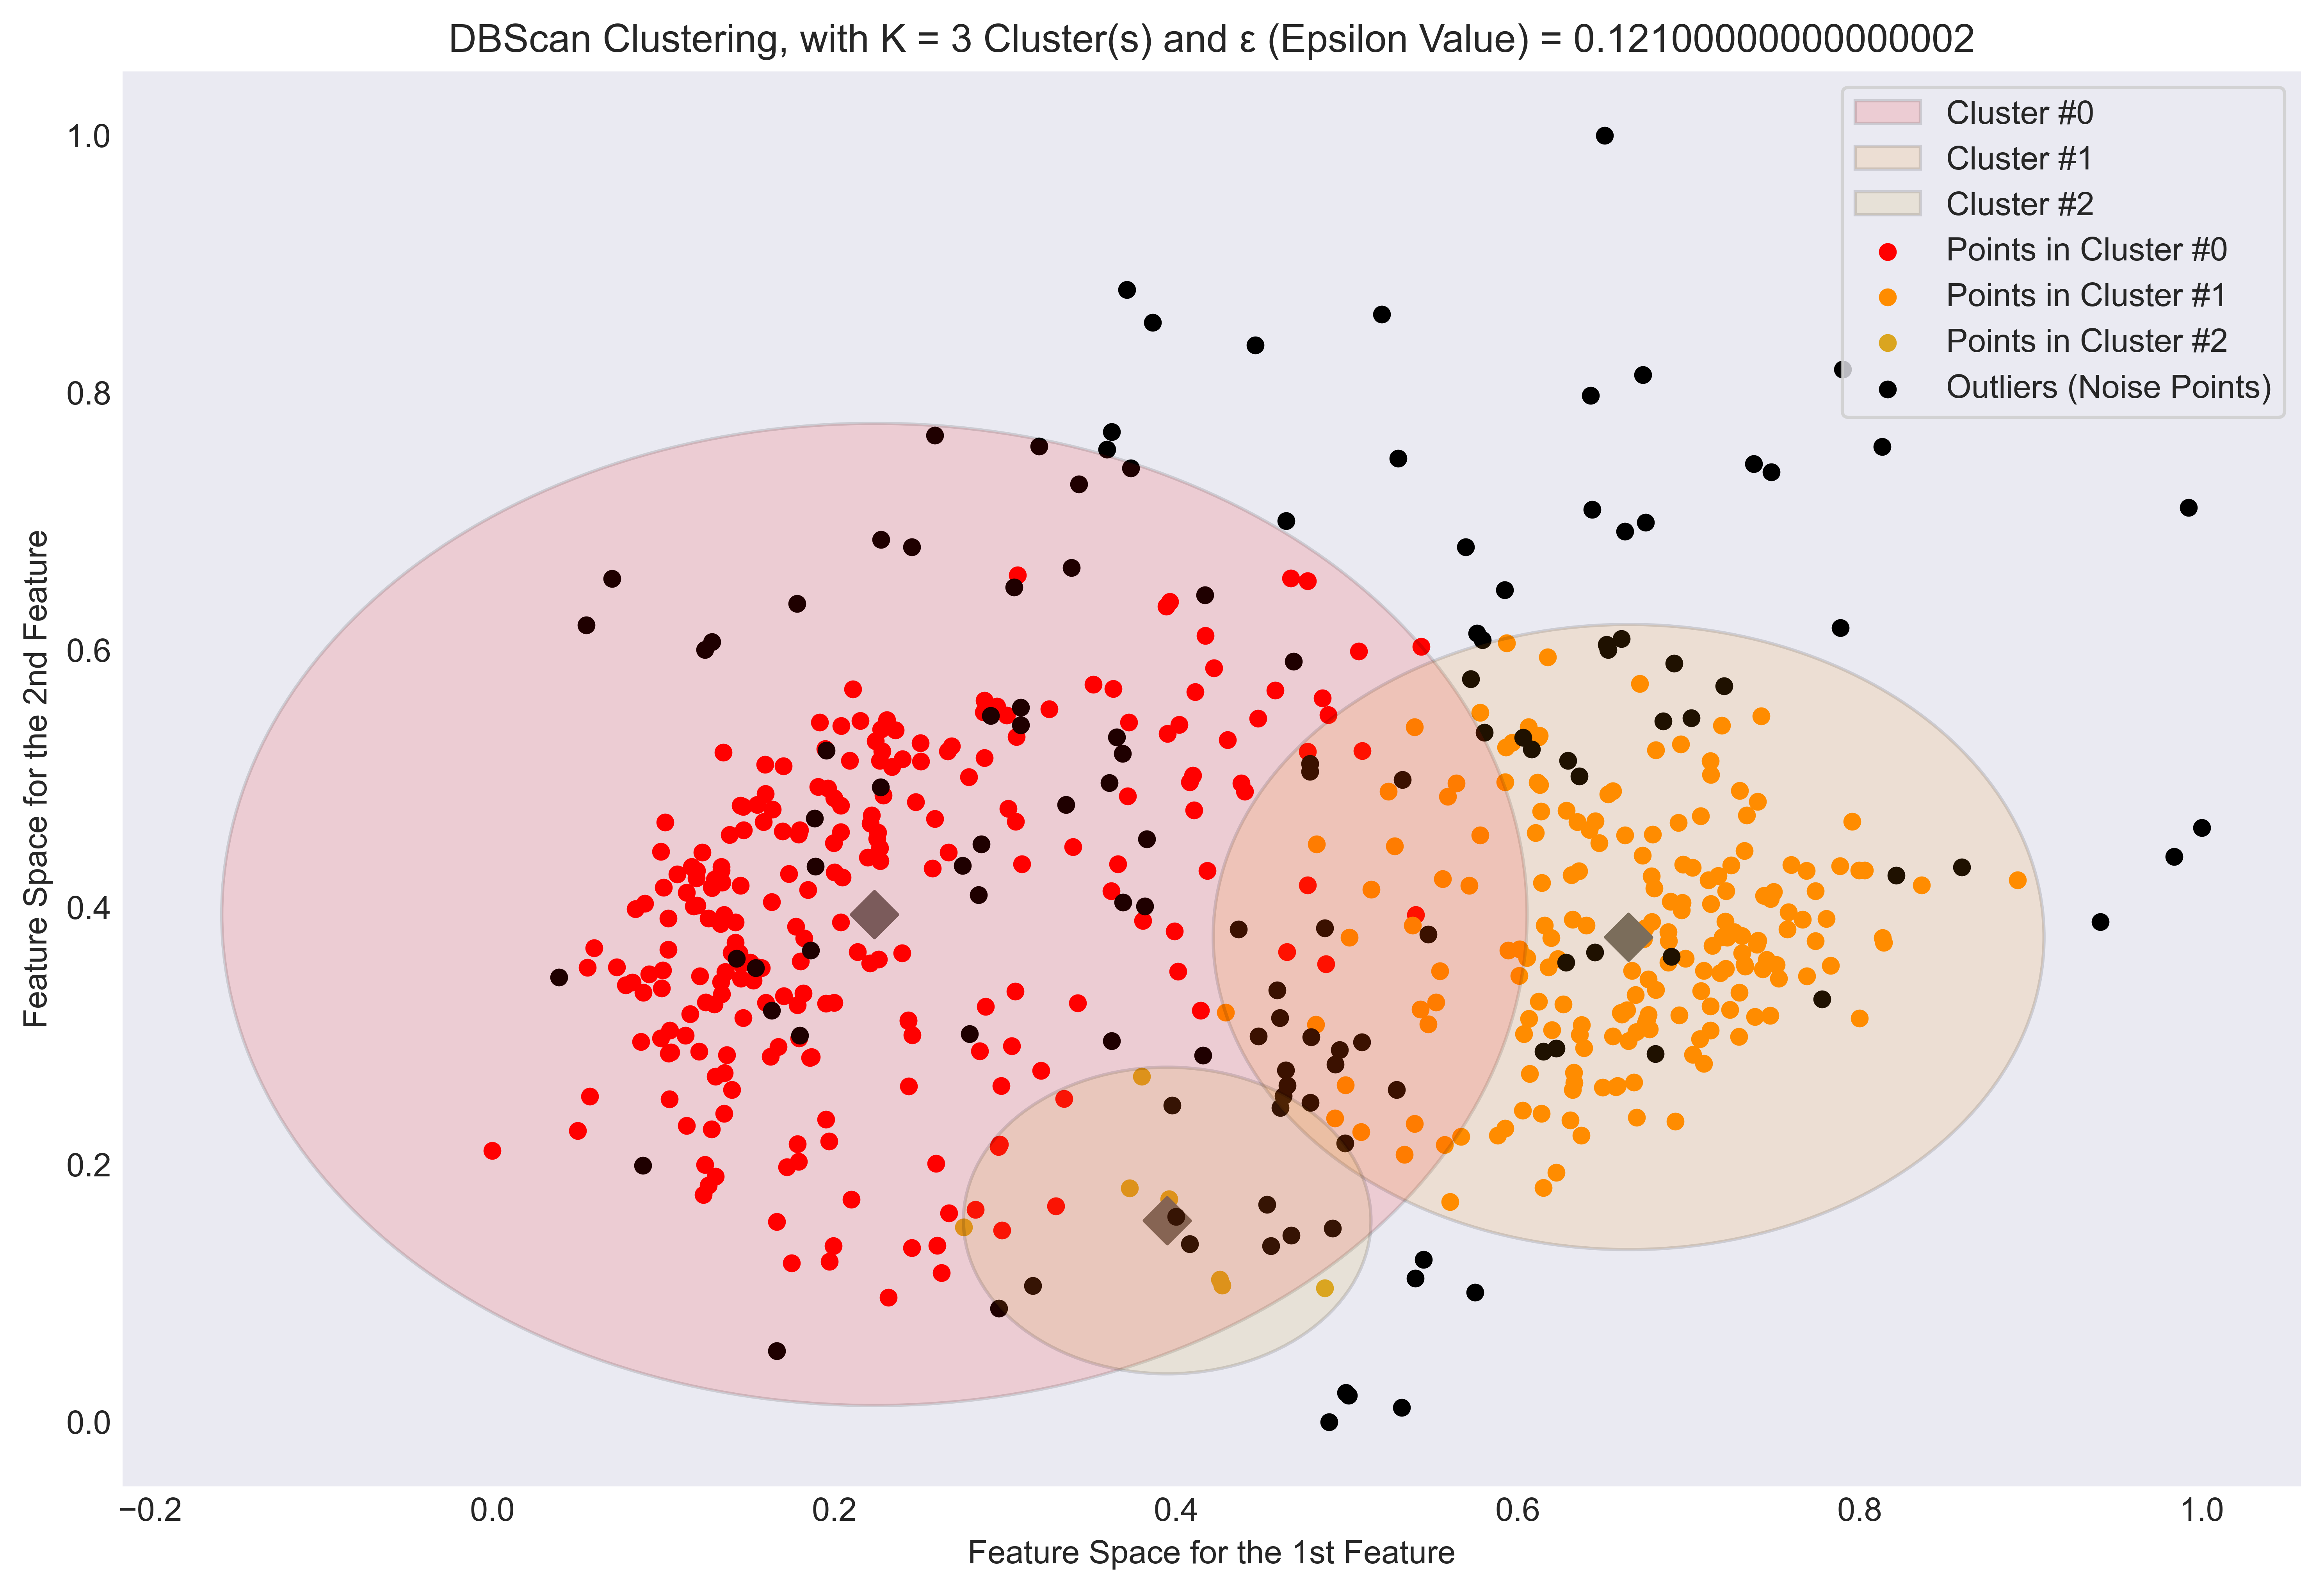 DBScan Clustering, with K = 3 Cluster(s) and ε (Epsilon Value) = 0.12100000000000002
Cluster #0
Cluster #1
Cluster #2
Points in Cluster #0
Points in Cluster #1
Points in Cluster #2
Outliers (Noise Points)
1.0
0.8
0.6
0.4
0.2
0.0
Feature Space for the 2nd Feature
−0.2 0.0 0.2 0.4 0.6 0.8 1.0
Feature Space for the 1st Feature